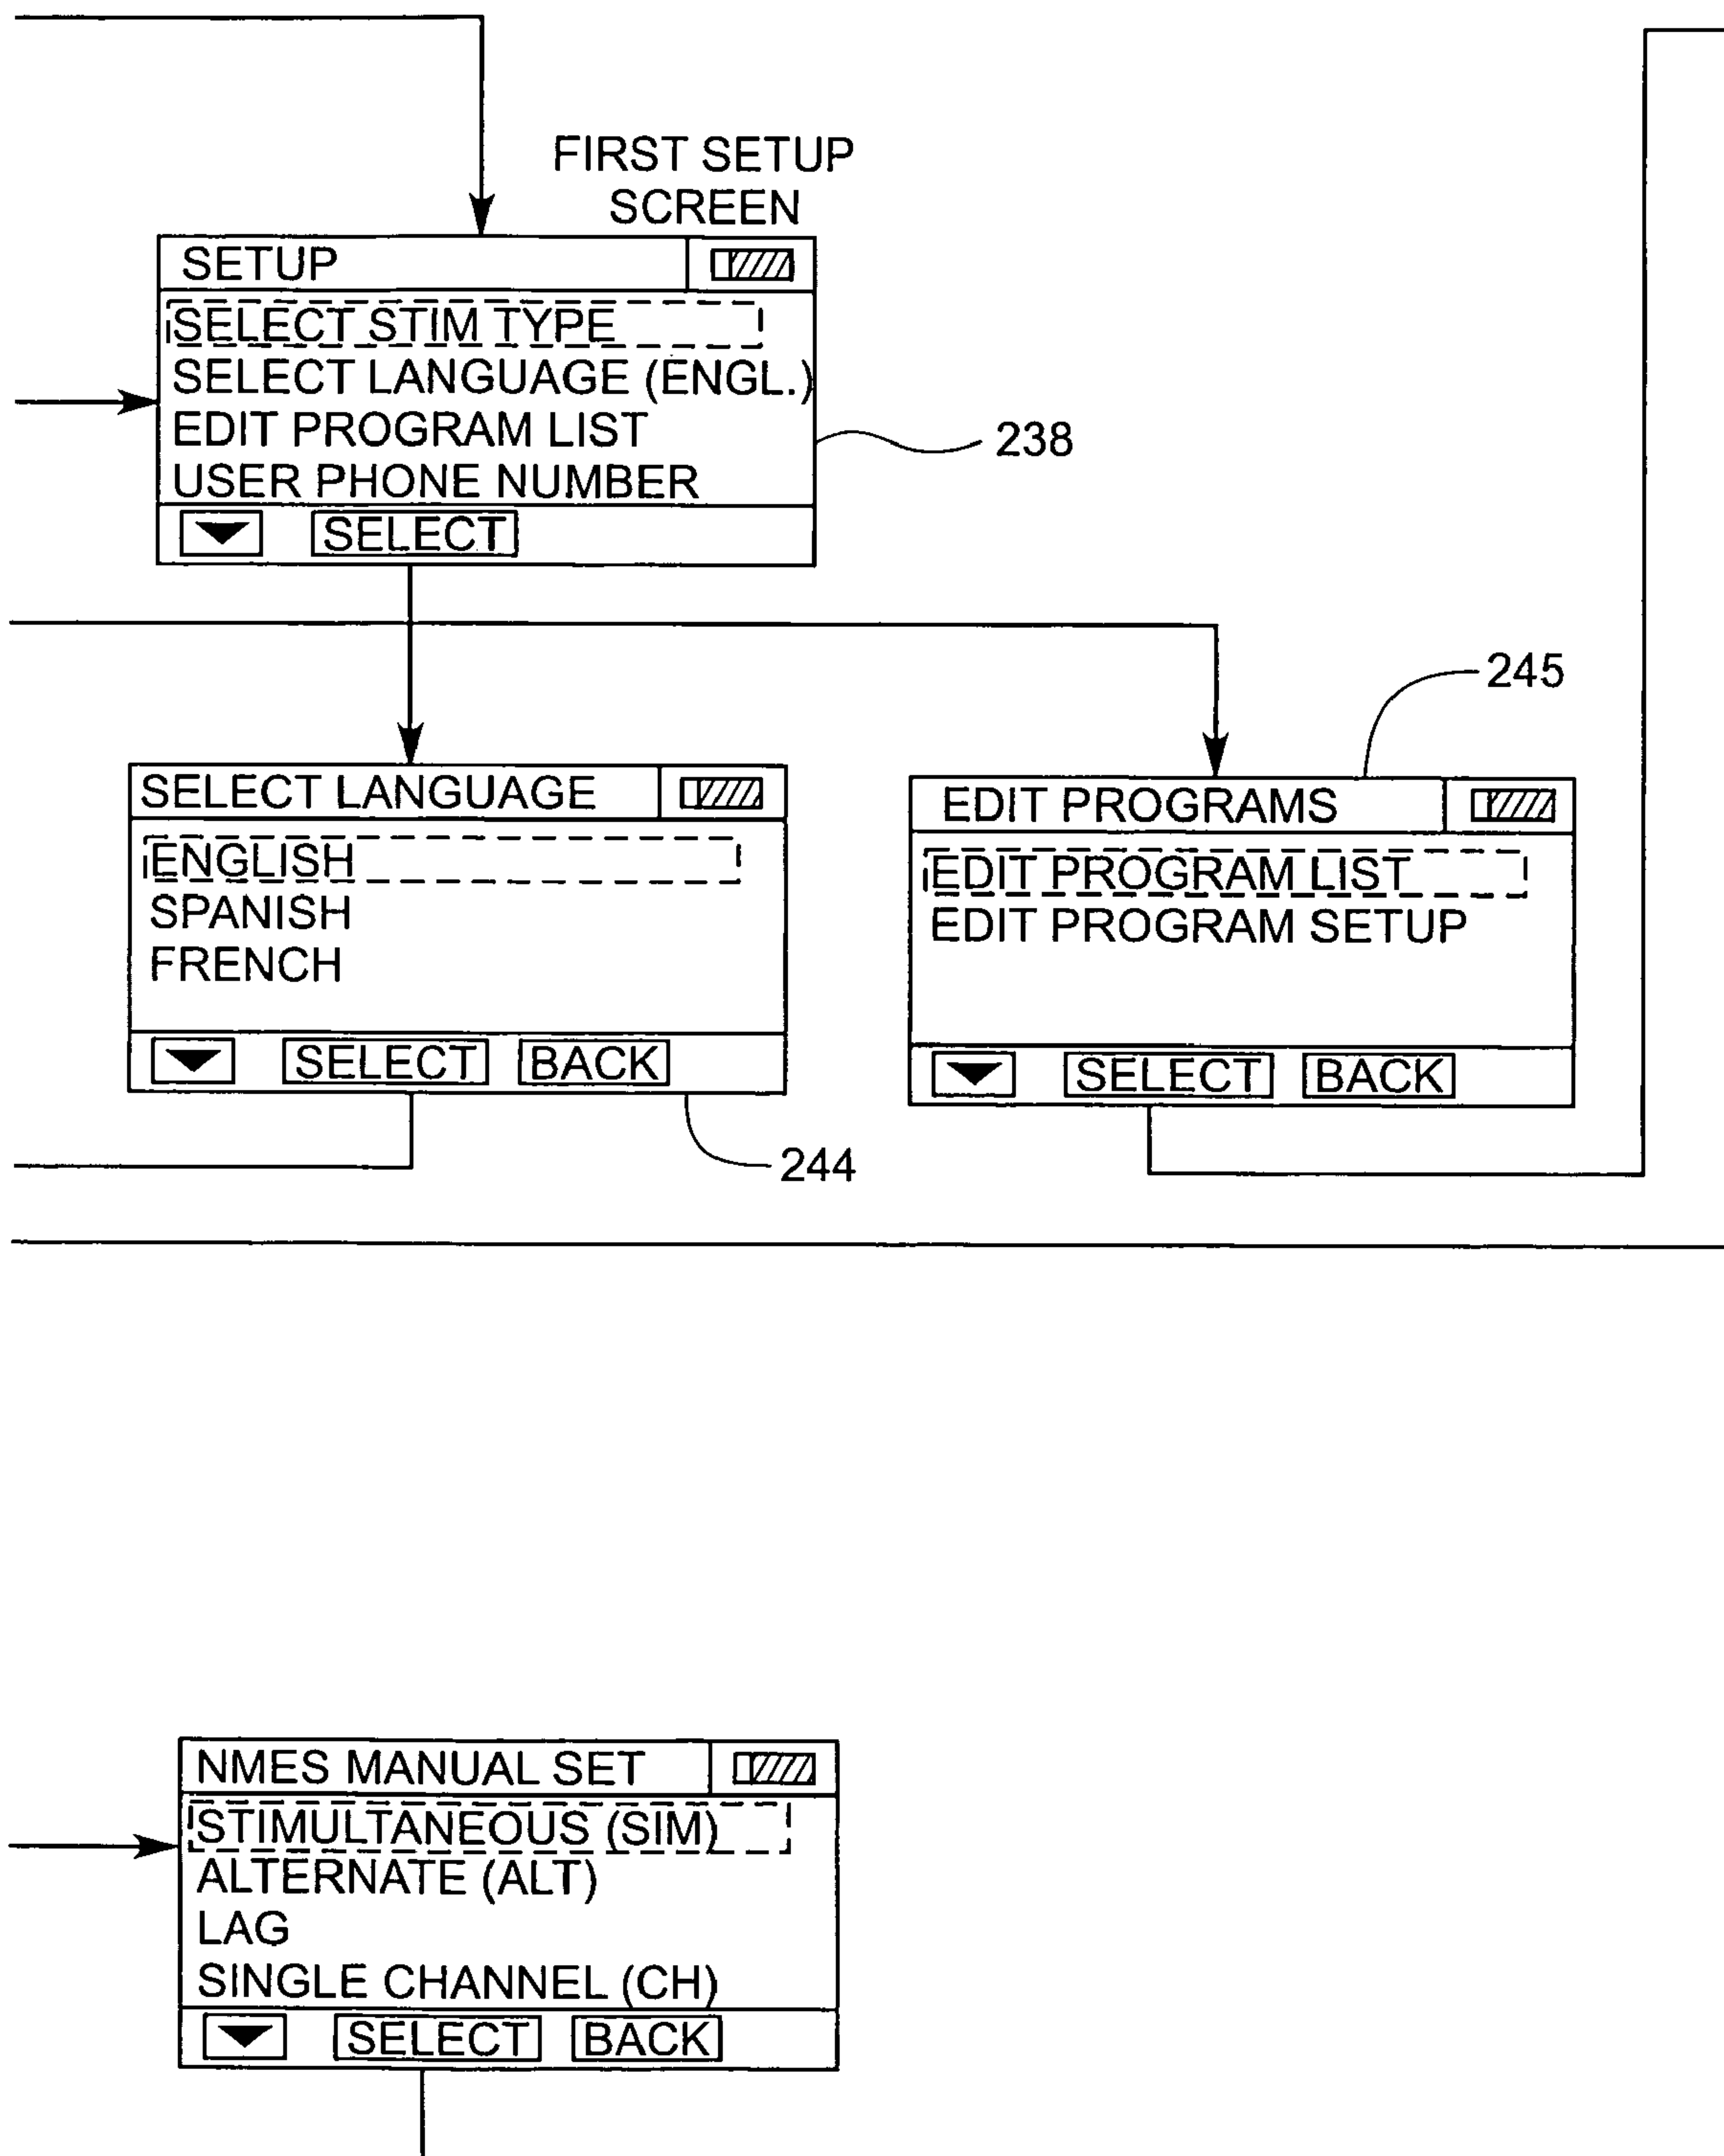 FIRST SETUP
SCREEN
SETUP
SELECT STIM TYPE
SELECT LANGUAGE (ENGL.)
EDIT PROGRAM LIST
USER PHONE NUMBER
SELECT
238
245
SELECT LANGUAGE
ENGLISH
SPANISH
FRENCH
SELECT BACK
244
EDIT PROGRAMS
EDIT PROGRAM LIST
EDIT PROGRAM SETUP
SELECT BACK
NMES MANUAL SET
STIMULTANEOUS (SIM)
ALTERNATE (ALT)
LAG
SINGLE CHANNEL (CH)
SELECT BACK